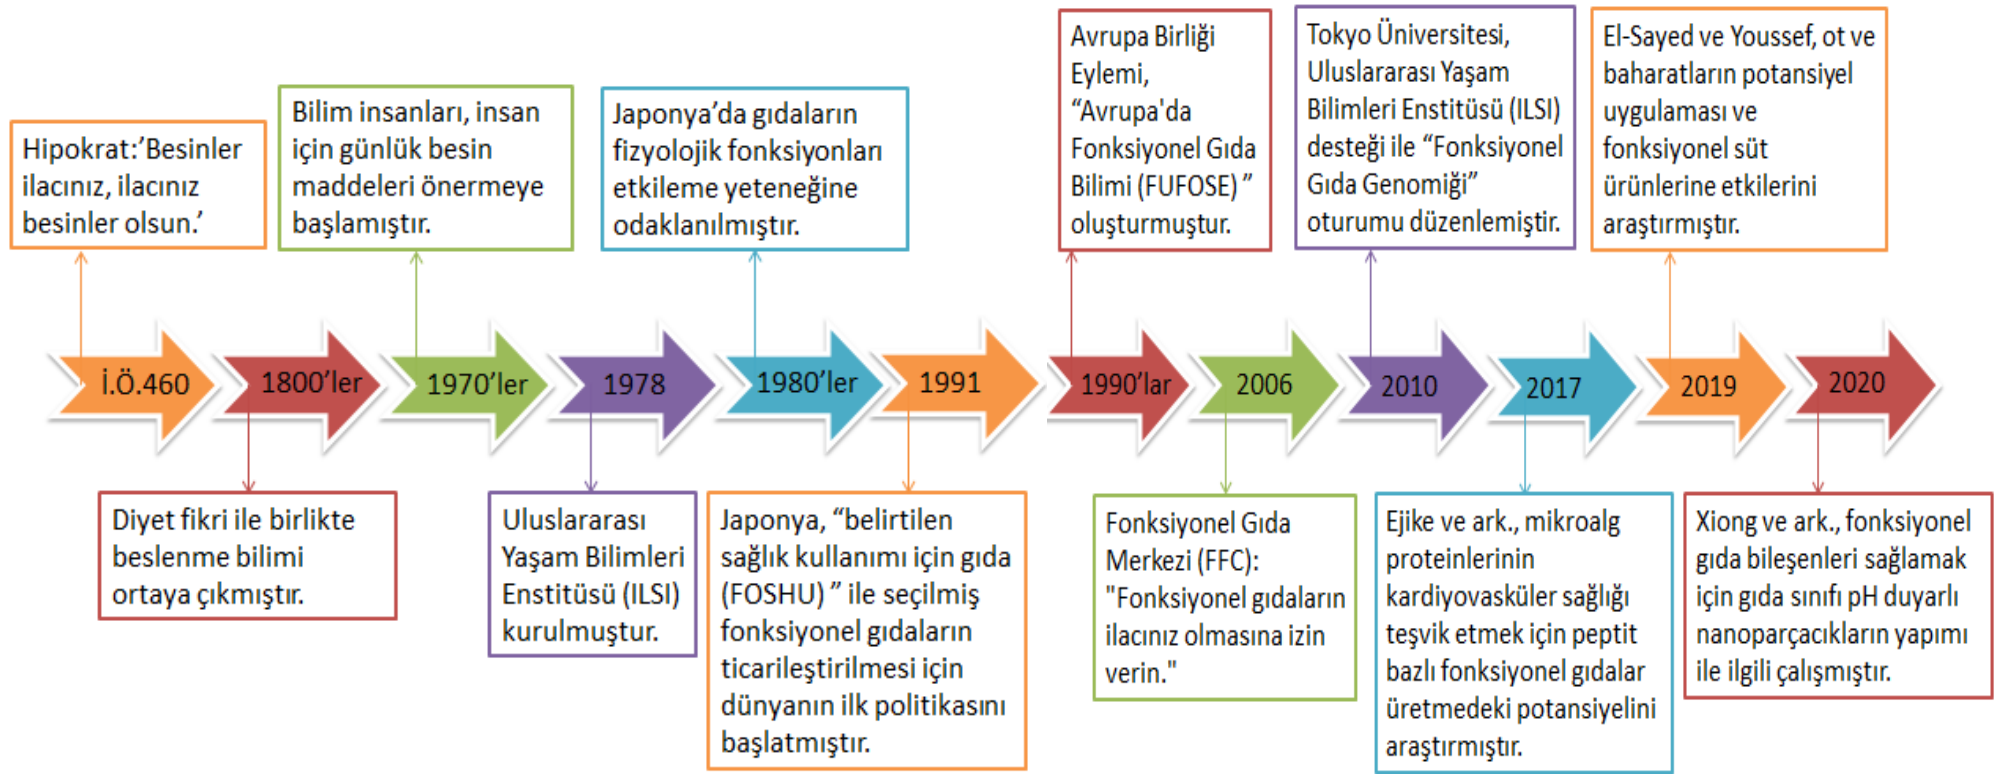 Hipokrat:’Besinler
ilacınız, ilacınız
besinler olsun.’
Bilim insanları, insan
için günlük besin
maddeleri önermeye
başlamıştır.
Japonya’da gıdaların
fizyolojik fonksiyonları
etkileme yeteneğine
odaklanılmıştır.
Avrupa Birliği
Eylemi,
“Avrupa'da
Fonksiyonel Gıda
Bilimi (FUFOSE) ”
oluşturmuştur.
Tokyo Üniversitesi,
Uluslararası Yaşam
Bilimleri Enstitüsü (ILSI)
desteği ile “Fonksiyonel
Gıda Genomiği”
oturumu düzenlemiştir.
El-Sayed ve Youssef, ot ve
baharatların potansiyel
uygulaması ve
fonksiyonel süt
ürünlerine etkilerini
araştırmıştır.
İ.Ö.460
1800’ler
1970’ler
1978
1980’ler
1991
1990’lar
2006
2010
2017
2019
2020
Diyet fikri ile birlikte
beslenme bilimi
ortaya çıkmıştır.
Uluslararası
Yaşam Bilimleri
Enstitüsü (ILSI)
kurulmuştur.
Japonya, “belirtilen
sağlık kullanımı için gıda
(FOSHU) ” ile seçilmiş
fonksiyonel gıdaların
ticarileştirilmesi için
dünyanın ilk politikasını
başlatmıştır.
Fonksiyonel Gıda
Merkezi (FFC):
"Fonksiyonel gıdaların
ilacınız olmasına izin
verin."
Ejike ve ark., mikroalg
proteinlerinin
kardiyovasküler sağlığı
teşvik etmek için peptit
bazlı fonksiyonel gıdalar
üretmedeki potansiyelini
araştırmıştır.
Xiong ve ark., fonksiyonel
gıda bileşenleri sağlamak
için gıda sınıfı pH duyarlı
nanoparçacıkların yapımı
ile ilgili çalışmıştır.